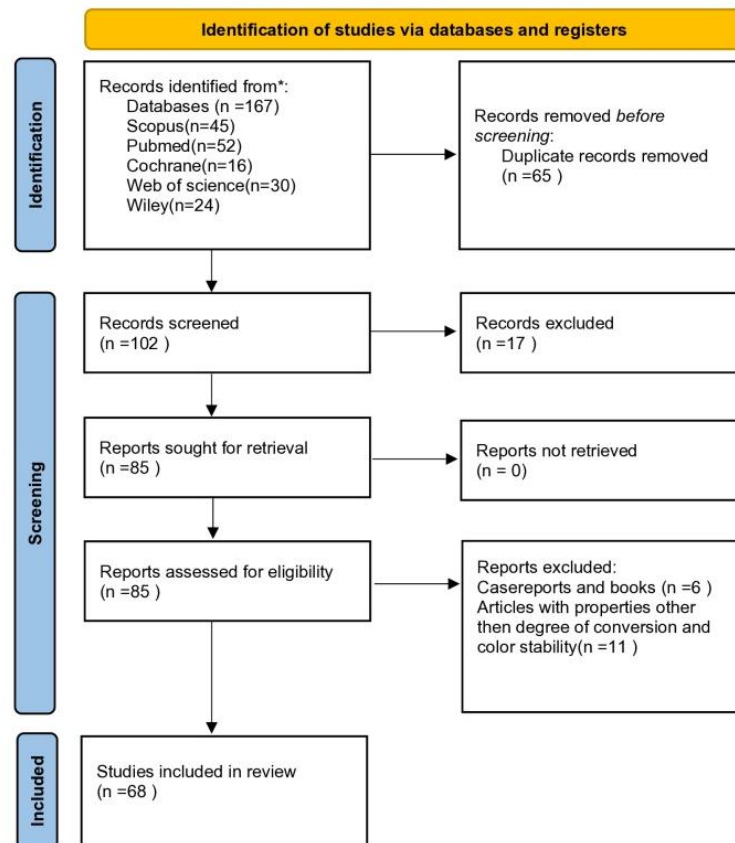 Identification of studies via databases and registers
Identification
Records identified from*:
Databases (n =167)
Scopus(n=45)
Pubmed(n=52)
Cochrane(n=16)
Web of science(n=30)
Wiley(n=24)
Records removed before
screening:
Duplicate records removed
(n =65 )
Screening
Records screened
(n =102 )
Records excluded
(n =17 )
Reports sought for retrieval
(n =85 )
Reports not retrieved
(n = 0)
Reports assessed for eligibility
(n =85 )
Reports excluded:
Casereports and books (n =6 )
Articles with properties other
then degree of conversion and
color stability(n =11 )
Included
Studies included in review
(n =68 )